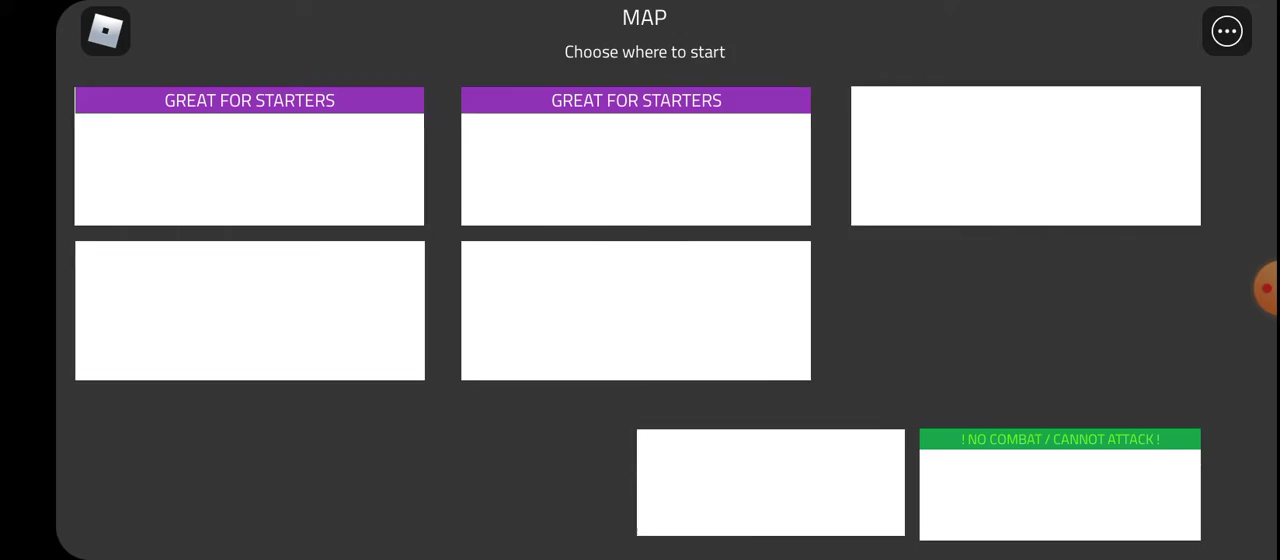 MAP
Choose where to start
GREAT FOR STARTERS
GREAT FOR STARTERS
! NO COMBAT / CANNOT ATTACK !